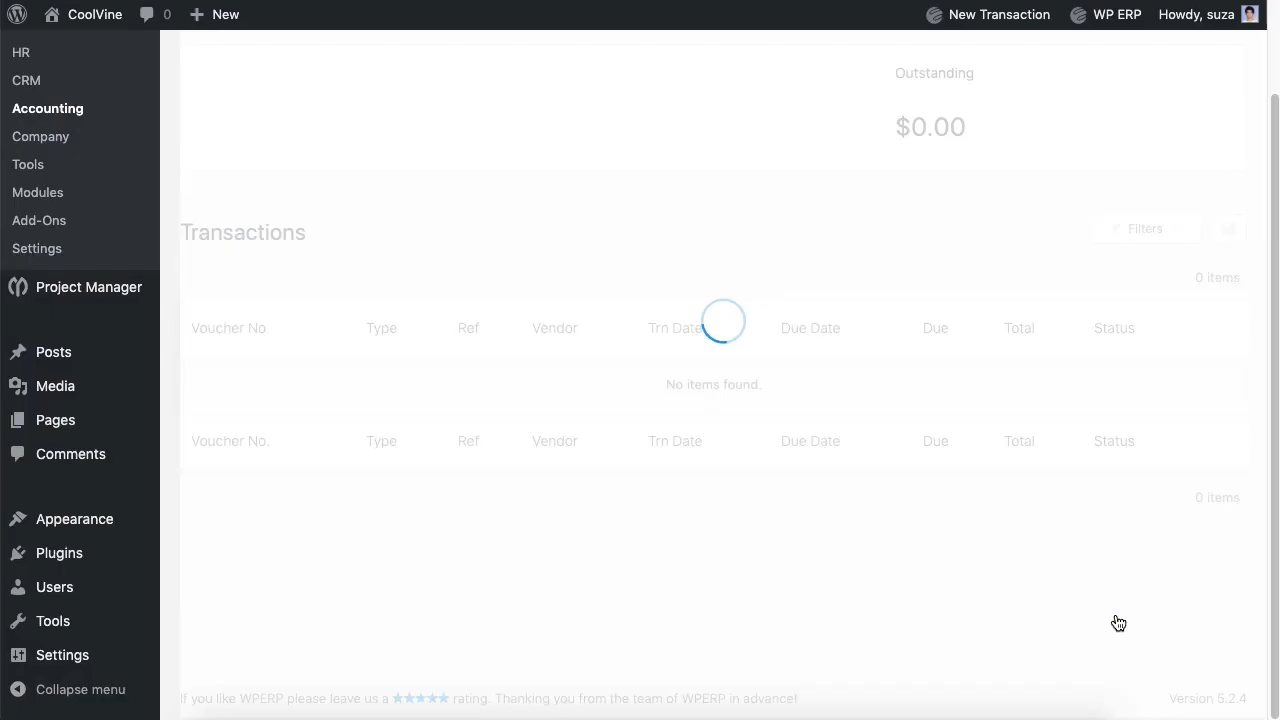 CoolVine 0 New New Transaction WP ERP Howdy, suza
HR
CRM
Accounting
Company
Tools
Modules
Add-Ons
Settings
Project Manager
Posts
Media
Pages
Comments
Appearance
Plugins
Users
Tools
Settings
Collapse menu
Outstanding
$0.00
Transactions
Filters
0 items
Voucher No. Type Ref Vendor Trn Date Due Date Due Total Status
No items found.
Voucher No. Type Ref Vendor Trn Date Due Date Due Total Status
0 items
If you like WPERP please leave us a ★★★★★ rating. Thanking you from the team of WPERP in advance!
Version 5.2.4